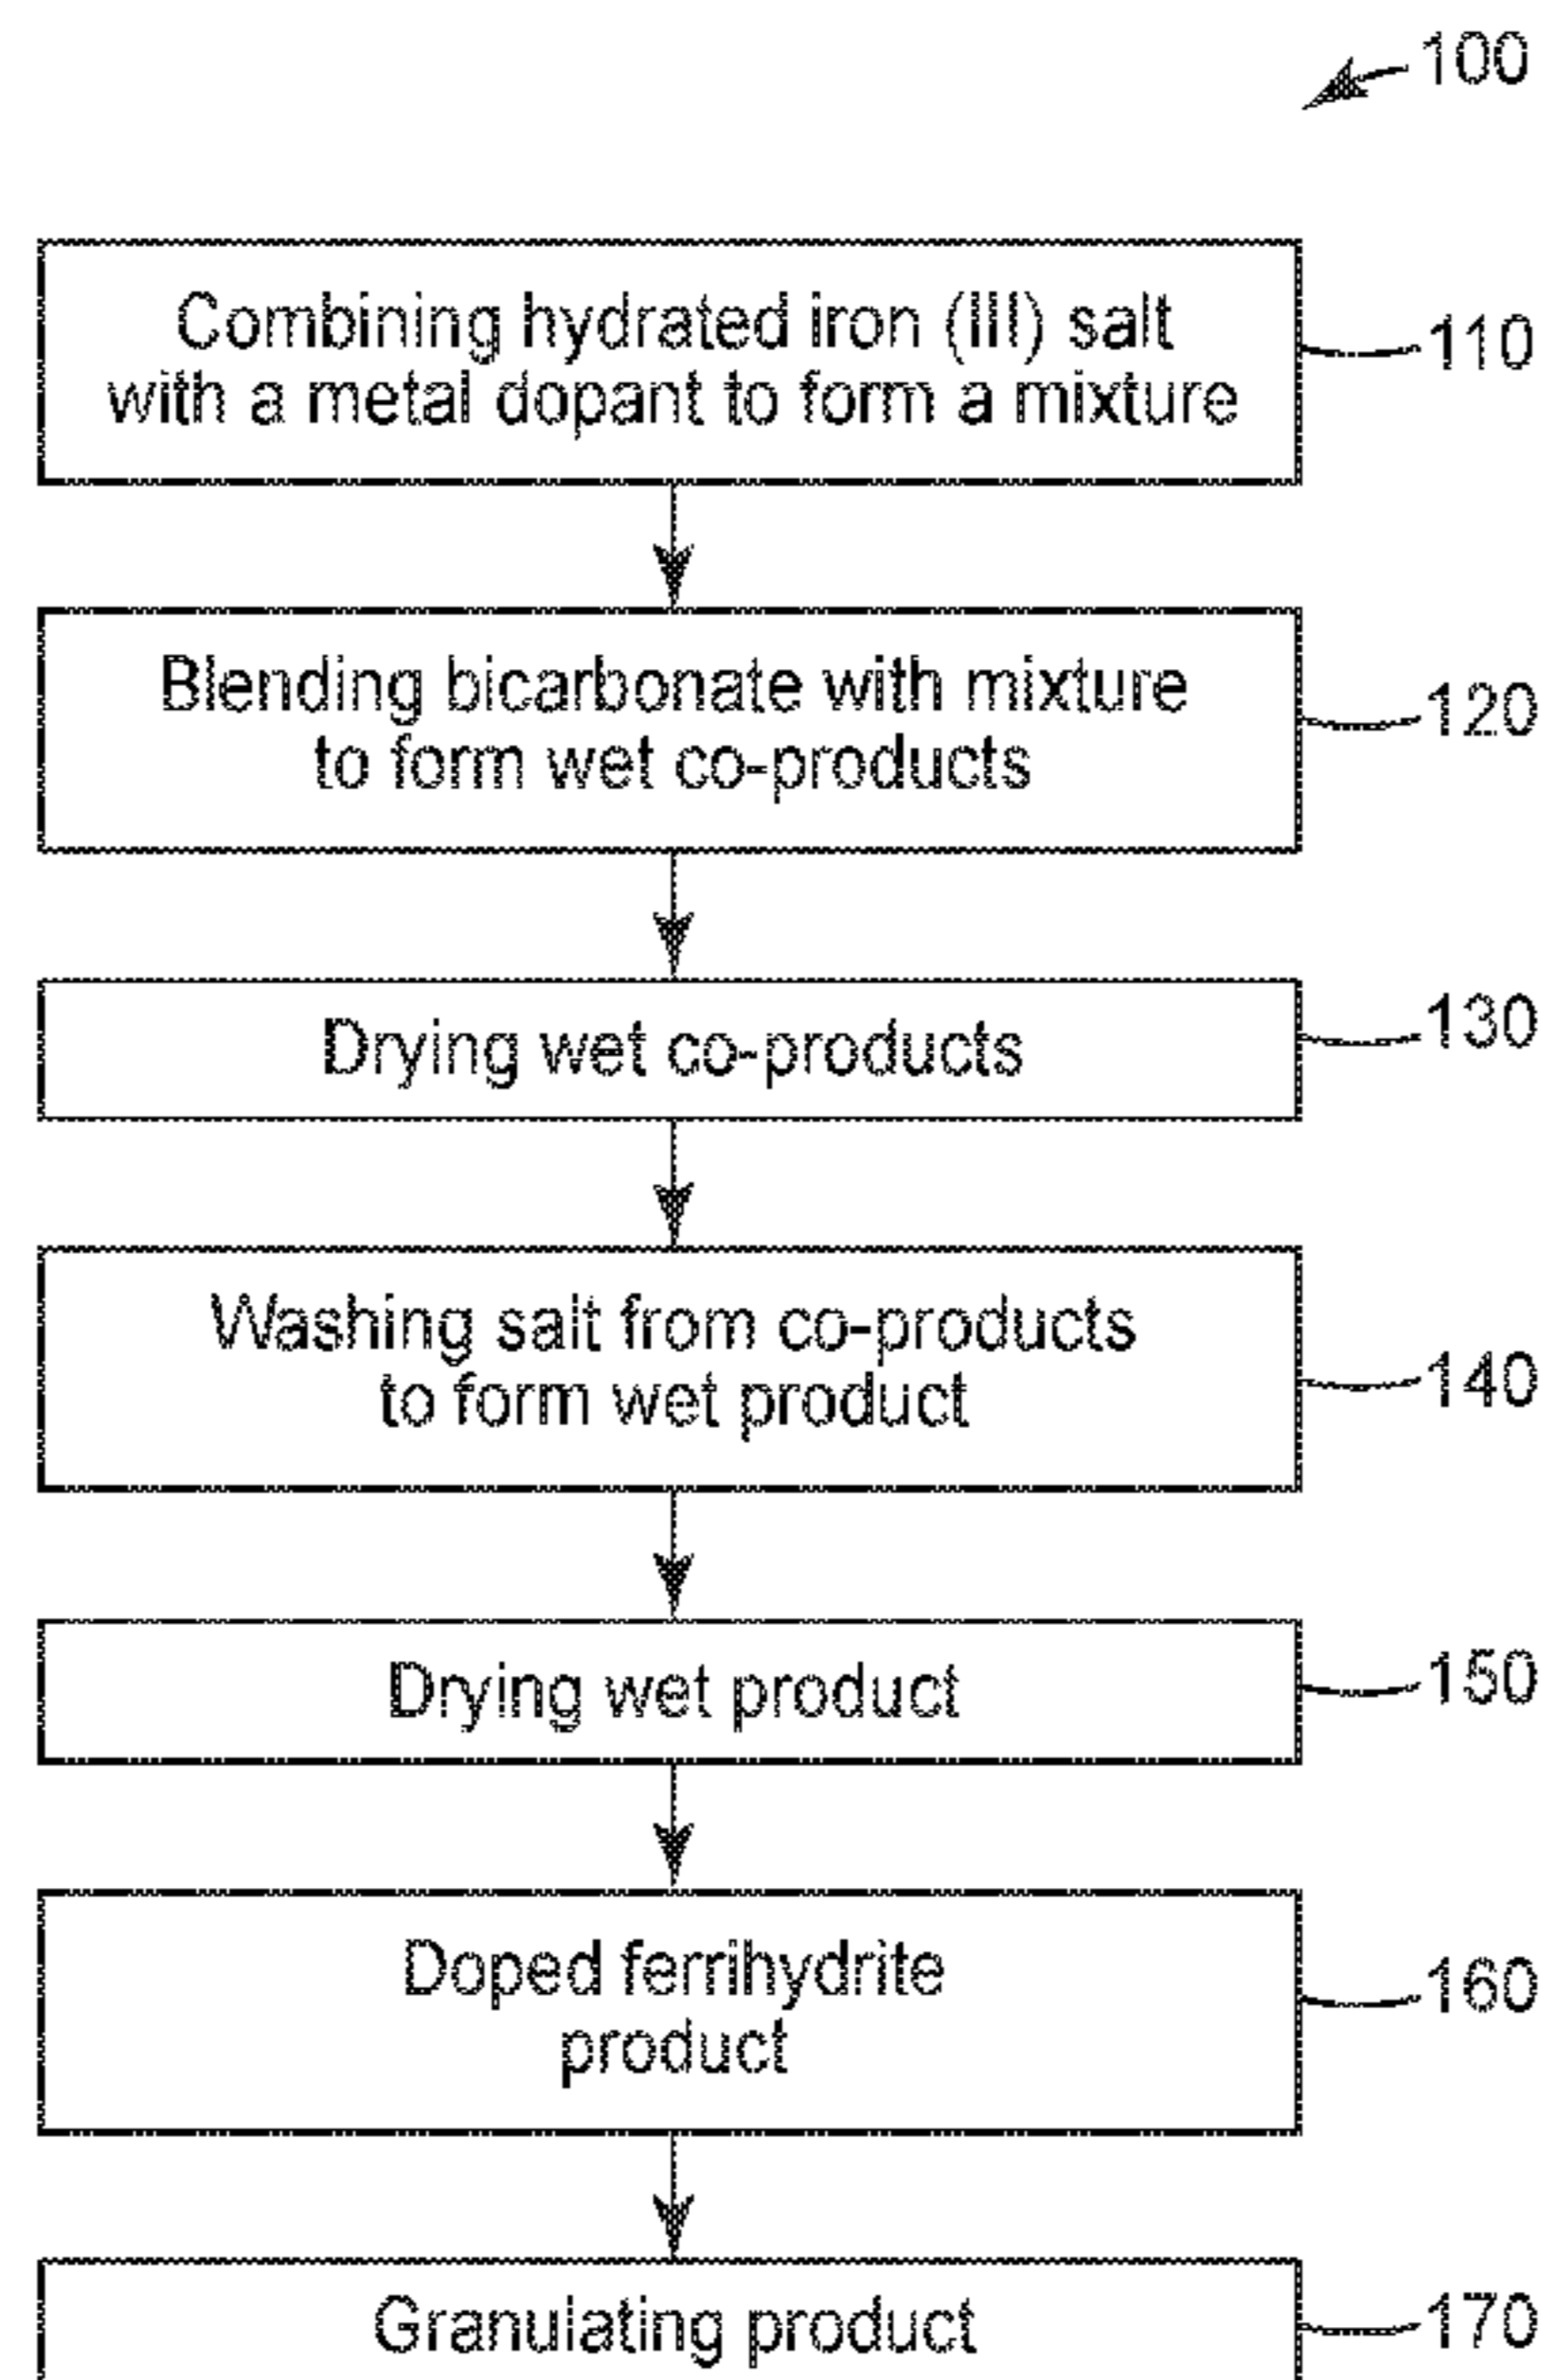 100
Combining hydrated iron (III) salt
with a metal dopant to form a mixture
110
Blending bicarbonate with mixture
to form wet co-products
120
Drying wet co-products
130
Washing salt from co-products
to form wet product
140
Drying wet product
150
Doped ferrihydrite
product
160
Granulating product
170